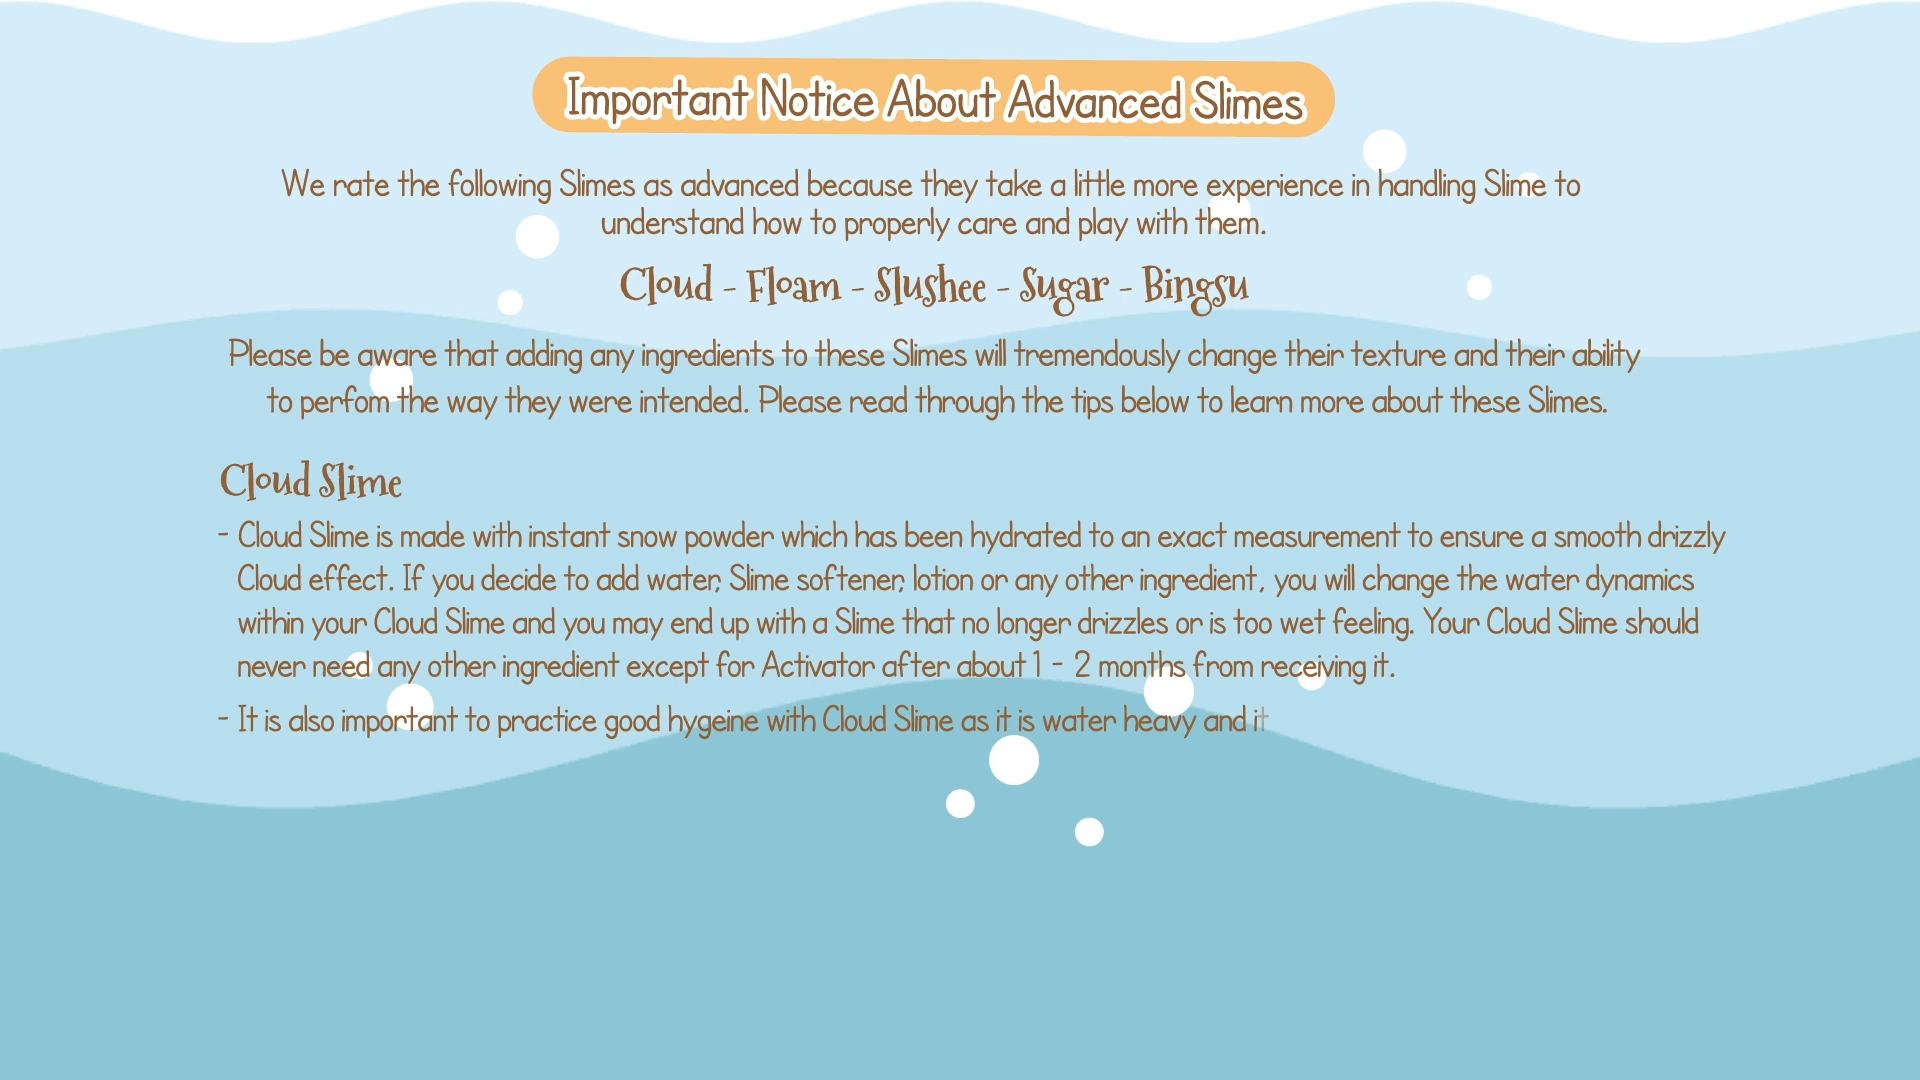 Important Notice About Advanced Slimes
We rate the following Slimes as advanced because they take a little more experience in handling Slime to
understand how to properly care and play with them.
Cloud - Floam - Slushee - Sugar - Bingsu
Please be aware that adding any ingredients to these Slimes will tremendously change their texture and their ability
to perfom the way they were intended. Please read through the tips below to learn more about these Slimes.
Cloud Slime
- Cloud Slime is made with instant snow powder which has been hydrated to an exact measurement to ensure a smooth drizzly
Cloud effect. If you decide to add water, Slime softener, lotion or any other ingredient, you will change the water dynamics
within your Cloud Slime and you may end up with a Slime that no longer drizzles or is too wet feeling. Your Cloud Slime should
never need any other ingredient except for Activator after about 1 - 2 months from receiving it.
- It is also important to practice good hygeine with Cloud Slime as it is water heavy and it